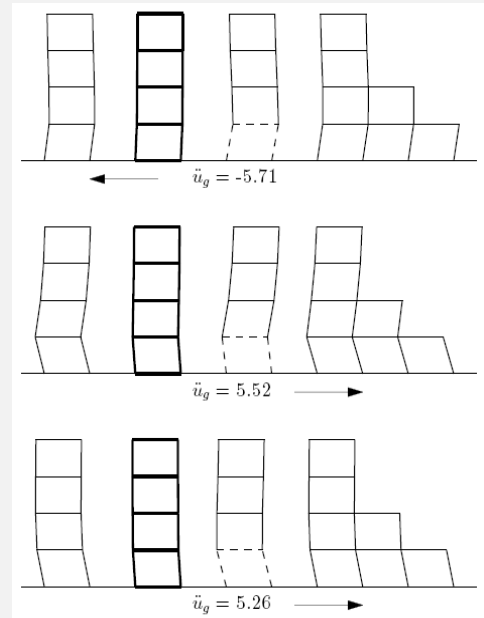 ü_g = -5.71
ü_g = 5.52
ü_g = 5.26